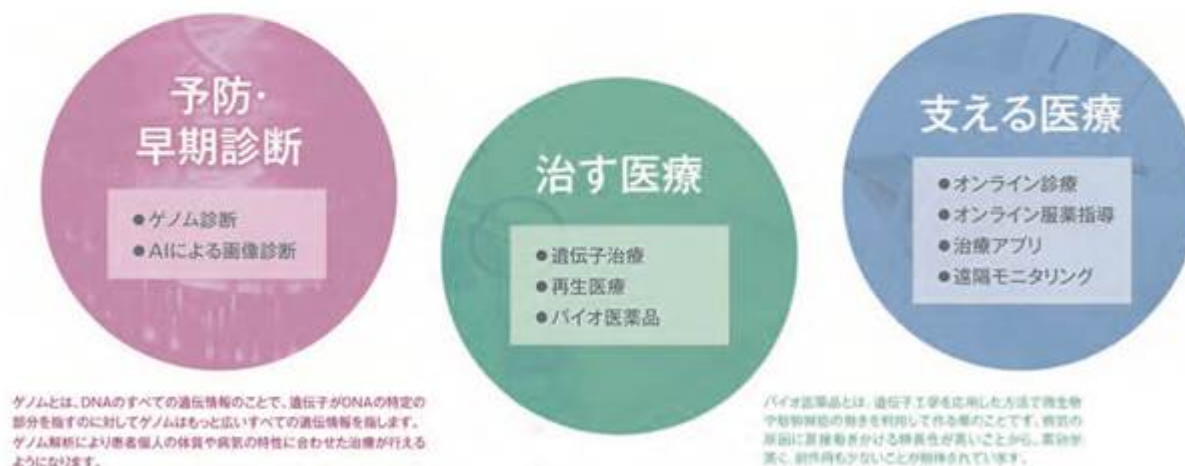 予防・
早期診断
●ゲノム診断
●AIによる画像診断
治す医療
●遺伝子治療
●再生医療
●バイオ医薬品
支える医療
●オンライン診療
●オンライン服薬指導
●治療アプリ
●遠隔モニタリング
ゲノムとは、DNAのすべての遺伝情報のことで、遺伝子がDNAの特定の
部分を指すのに対してゲノムはもっと広いすべての遺伝情報を指します。
ゲノム解析により患者個人の体質や病気の特性に合わせた治療が行える
ようになります。
バイオ医薬品とは、遺伝子工学を応用した方法で微生物
や動物細胞の働きを利用して作る薬のことです。病気の
原因に直接働きかける特異性が高いことから、薬効が
高く、副作用も少ないことが期待されています。